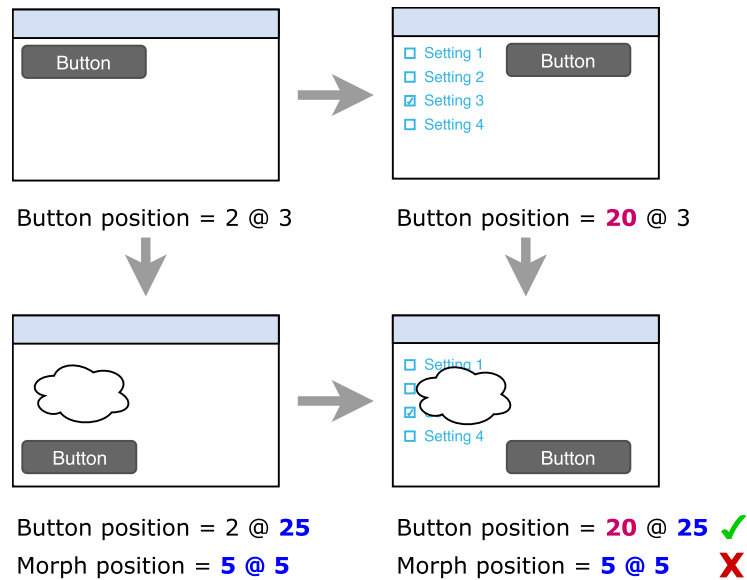 Button
Setting 1
Button
Setting 2
Setting 3
Setting 4
Button position = 2 @ 3
Button position = 20 @ 3
Setting 1
Setting 4
Button
Button
Button position = 2 @ 25
Button position = 20 @ 25
Morph position = 5 @ 5
Morph position = 5 @ 5
X